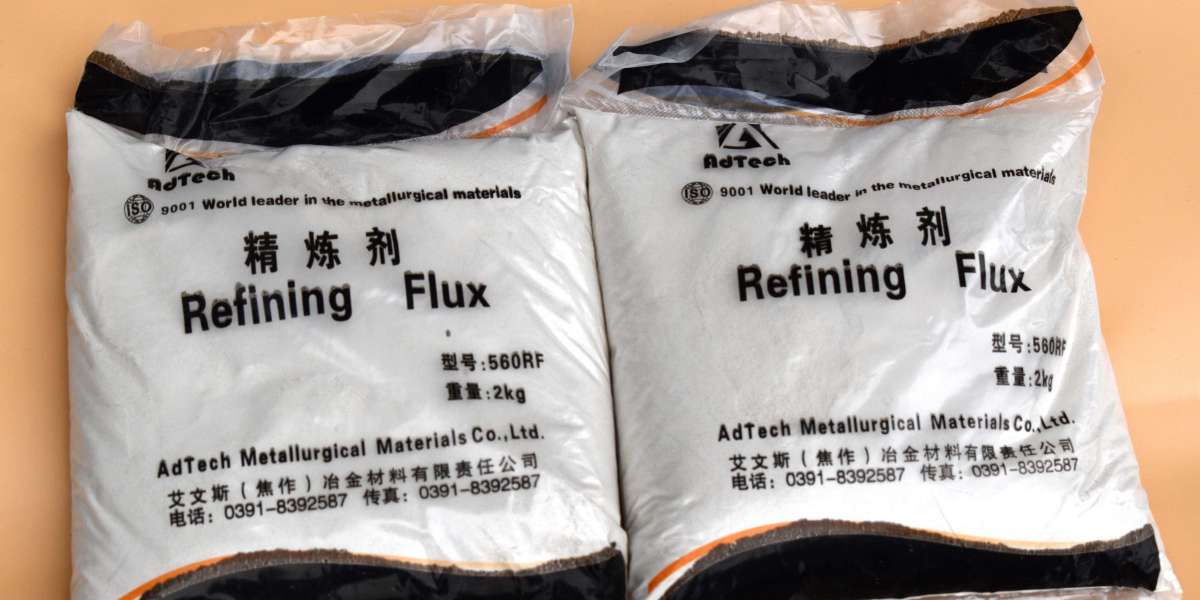 AdTech
ISO 9001 World leader in the metallurgical materials
精炼剂
Refining Flux
型号:560RF
重量:2kg
AdTech Metallurgical Materials Co.,Ltd.
艾文斯(焦作)冶金材料有限责任公司
电话:0391-8392587 传真:0391-8392587
AdTech
ISO 9001 World leader in the metallurgical materials
精炼剂
Refining Flux
型号:560RF
重量:2kg
AdTech Metallurgical Materials Co.,Ltd.
艾文斯(焦作)冶金材料有限责任公司
电话:0391-8392587 传真:0391-8392587